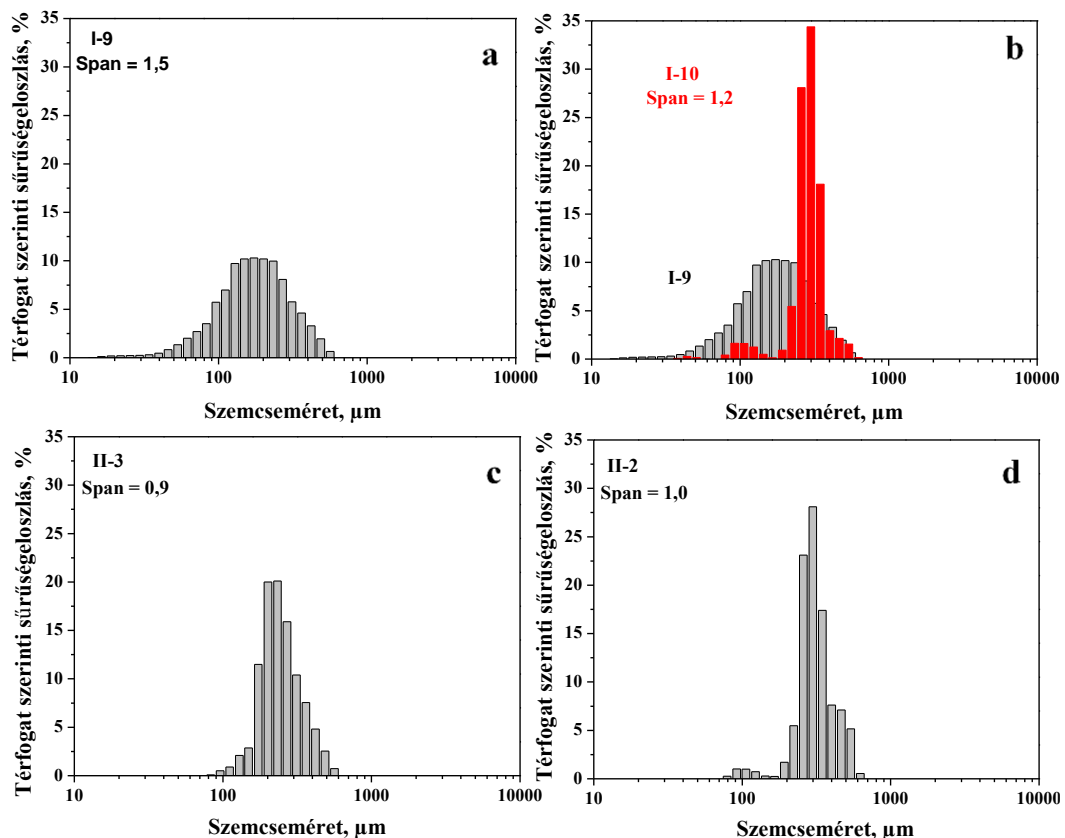 I-9
Span = 1,5
a
Térfogat szerinti sűrűségeloszlás, %
35
30
25
20
15
10
5
0
10
100
1000
10000
Szemcseméret, µm
I-10
Span = 1,2
b
I-9
Térfogat szerinti sűrűségeloszlás, %
35
30
25
20
15
10
5
0
10
100
1000
10000
Szemcseméret, µm
II-3
Span = 0,9
c
Térfogat szerinti sűrűségeloszlás, %
35
30
25
20
15
10
5
0
10
100
1000
10000
Szemcseméret, µm
II-2
Span = 1,0
d
Térfogat szerinti sűrűségeloszlás, %
35
30
25
20
15
10
5
0
10
100
1000
10000
Szemcseméret, µm